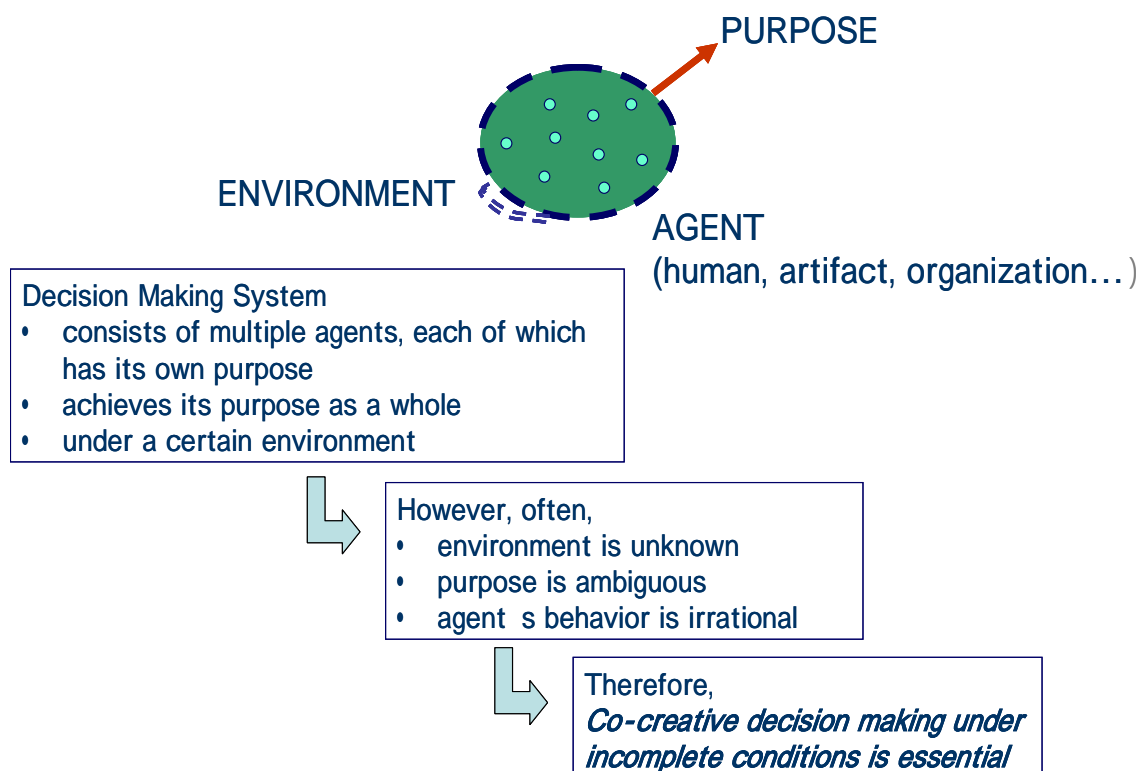 PURPOSE
ENVIRONMENT
AGENT
(human, artifact, organization…)
Decision Making System
• consists of multiple agents, each of which
has its own purpose
• achieves its purpose as a whole
• under a certain environment
However, often,
• environment is unknown
• purpose is ambiguous
• agent s behavior is irrational
Therefore,
Co-creative decision making under
incomplete conditions is essential